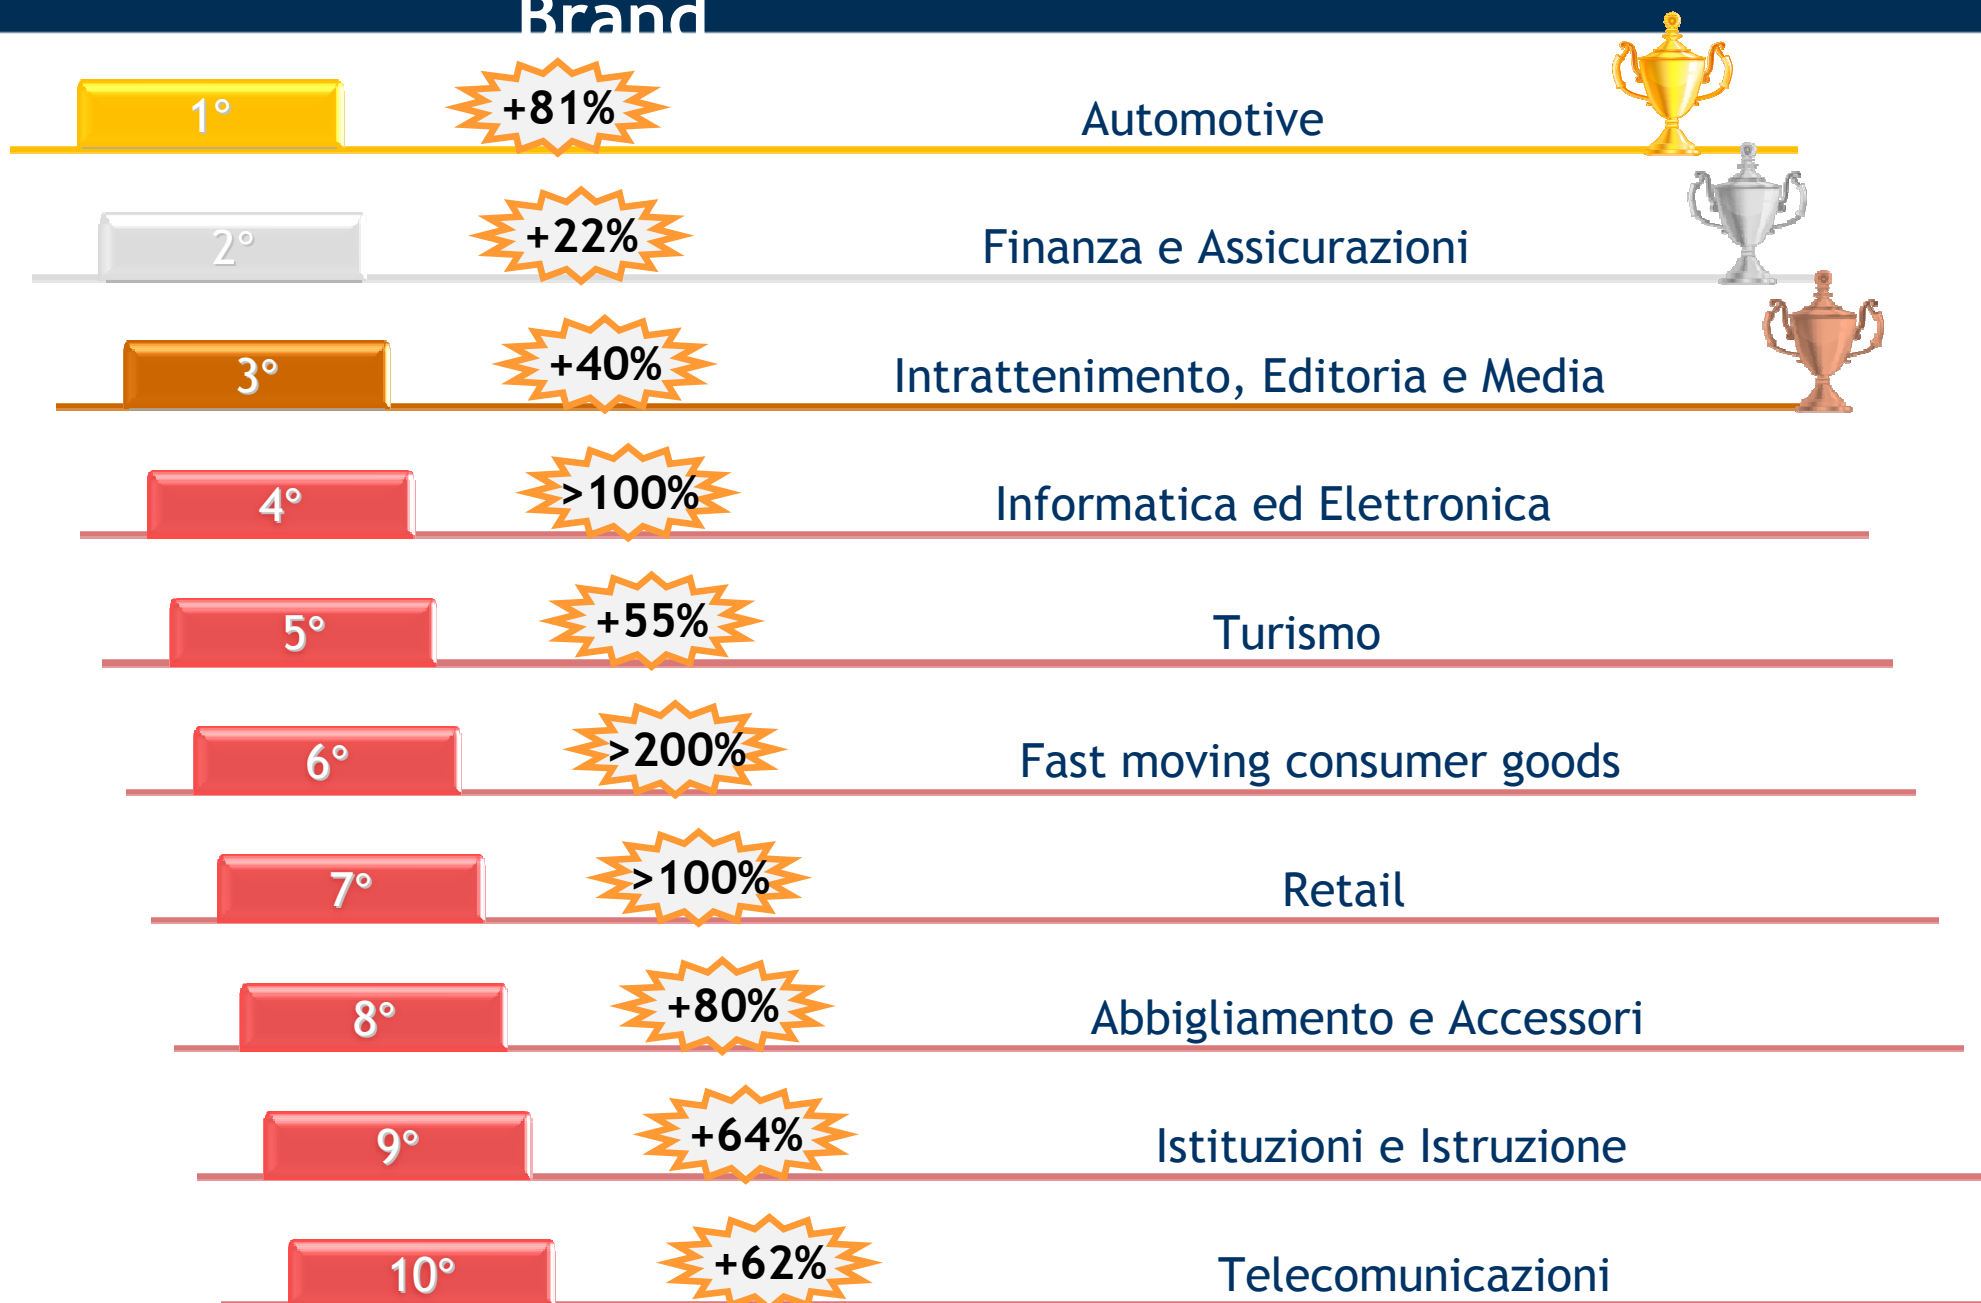 Brand
1° +81% Automotive
2° +22% Finanza e Assicurazioni
3° +40% Intrattenimento, Editoria e Media
4° >100% Informatica ed Elettronica
5° +55% Turismo
6° >200% Fast moving consumer goods
7° >100% Retail
8° +80% Abbigliamento e Accessori
9° +64% Istituzioni e Istruzione
10° +62% Telecomunicazioni